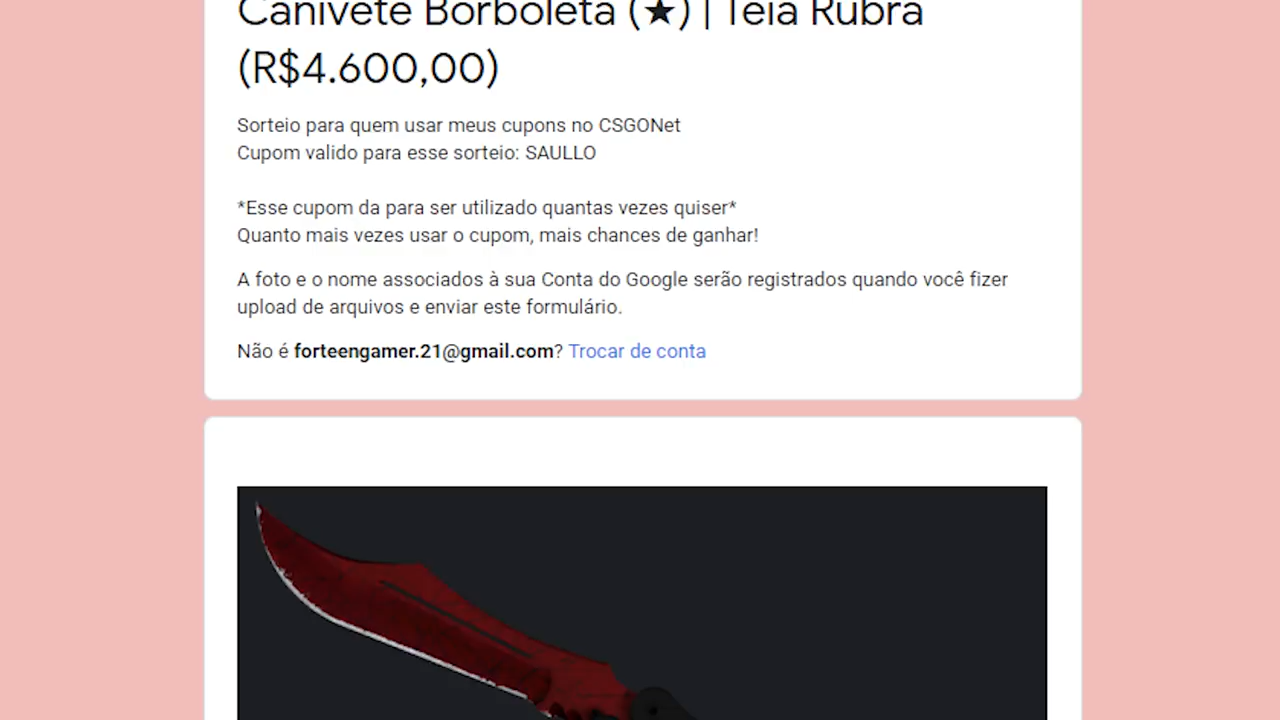 Canivete Borboleta (★) | Teia Rubra
(R$4.600,00)
Sorteio para quem usar meus cupons no CSGONet
Cupom valido para esse sorteio: SAULLO
*Esse cupom da para ser utilizado quantas vezes quiser*
Quanto mais vezes usar o cupom, mais chances de ganhar!
A foto e o nome associados à sua Conta do Google serão registrados quando você fizer
upload de arquivos e enviar este formulário.
Não é forteengamer.21@gmail.com? Trocar de conta